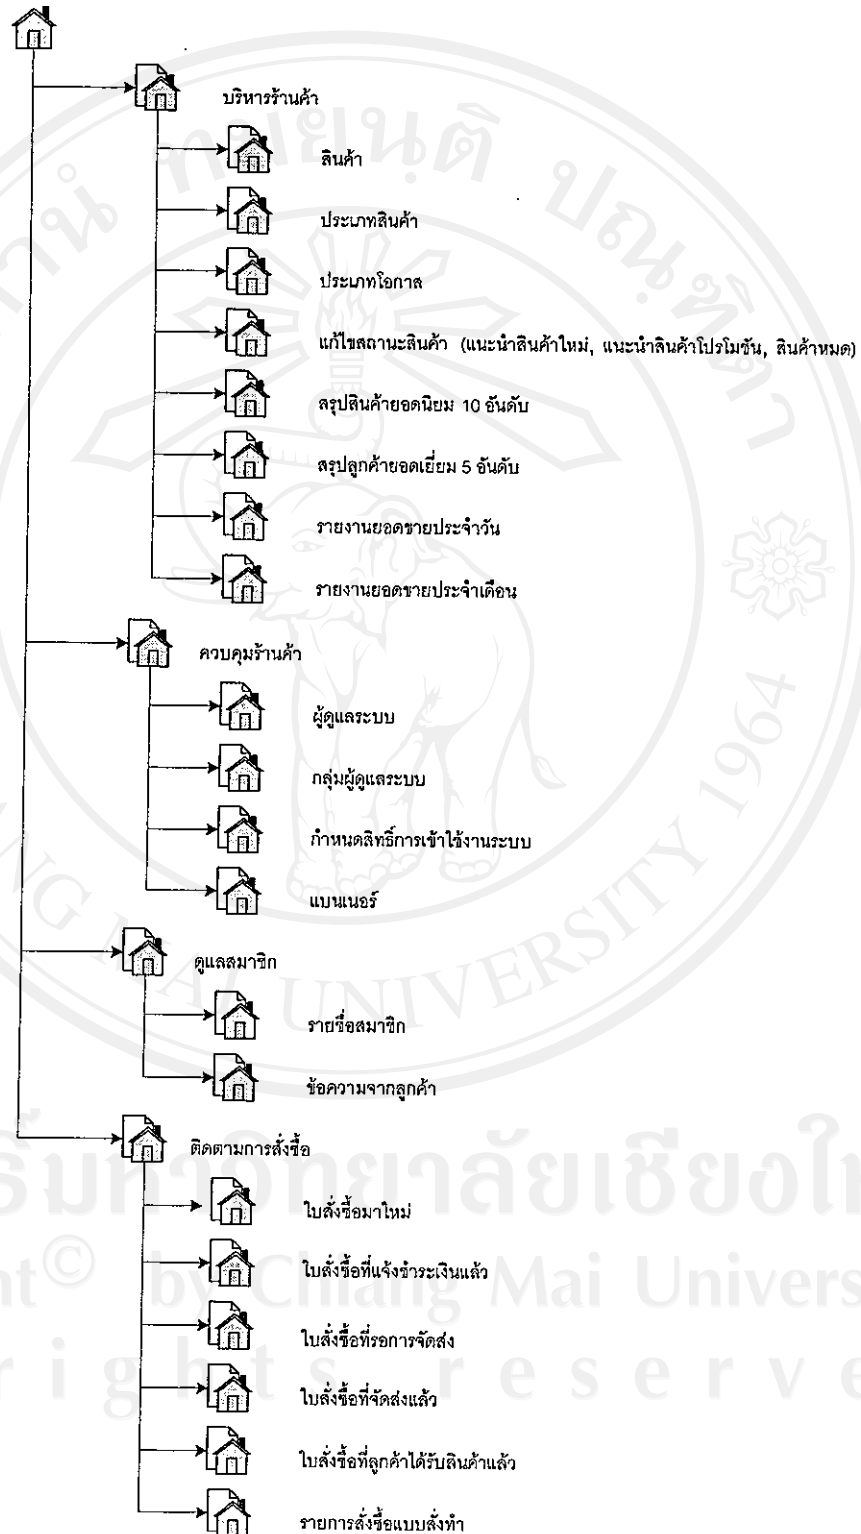 บริหารร้านค้า
สินค้า
ประเภทสินค้า
ประเภทโอกาส
แก้ไขสถานะสินค้า (แนะนำสินค้าใหม่, แนะนำสินค้าโปรโมชัน, สินค้าหมด)
สรุปสินค้ายอดนิยม 10 อันดับ
สรุปลูกค้ายอดเยี่ยม 5 อันดับ
รายงานยอดขายประจำวัน
รายงานยอดขายประจำเดือน
ควบคุมร้านค้า
ผู้ดูแลระบบ
กลุ่มผู้ดูแลระบบ
กำหนดสิทธิ์การเข้าใช้งานระบบ
แบนเนอร์
ดูแลสมาชิก
รายชื่อสมาชิก
ข้อความจากลูกค้า
ติดตามการสั่งซื้อ
ใบสั่งซื้อมาใหม่
ใบสั่งซื้อที่แจ้งชำระเงินแล้ว
ใบสั่งซื้อที่รอการจัดส่ง
ใบสั่งซื้อที่จัดส่งแล้ว
ใบสั่งซื้อที่ลูกค้าได้รับสินค้าแล้ว
รายการสั่งซื้อแบบสั่งทำ